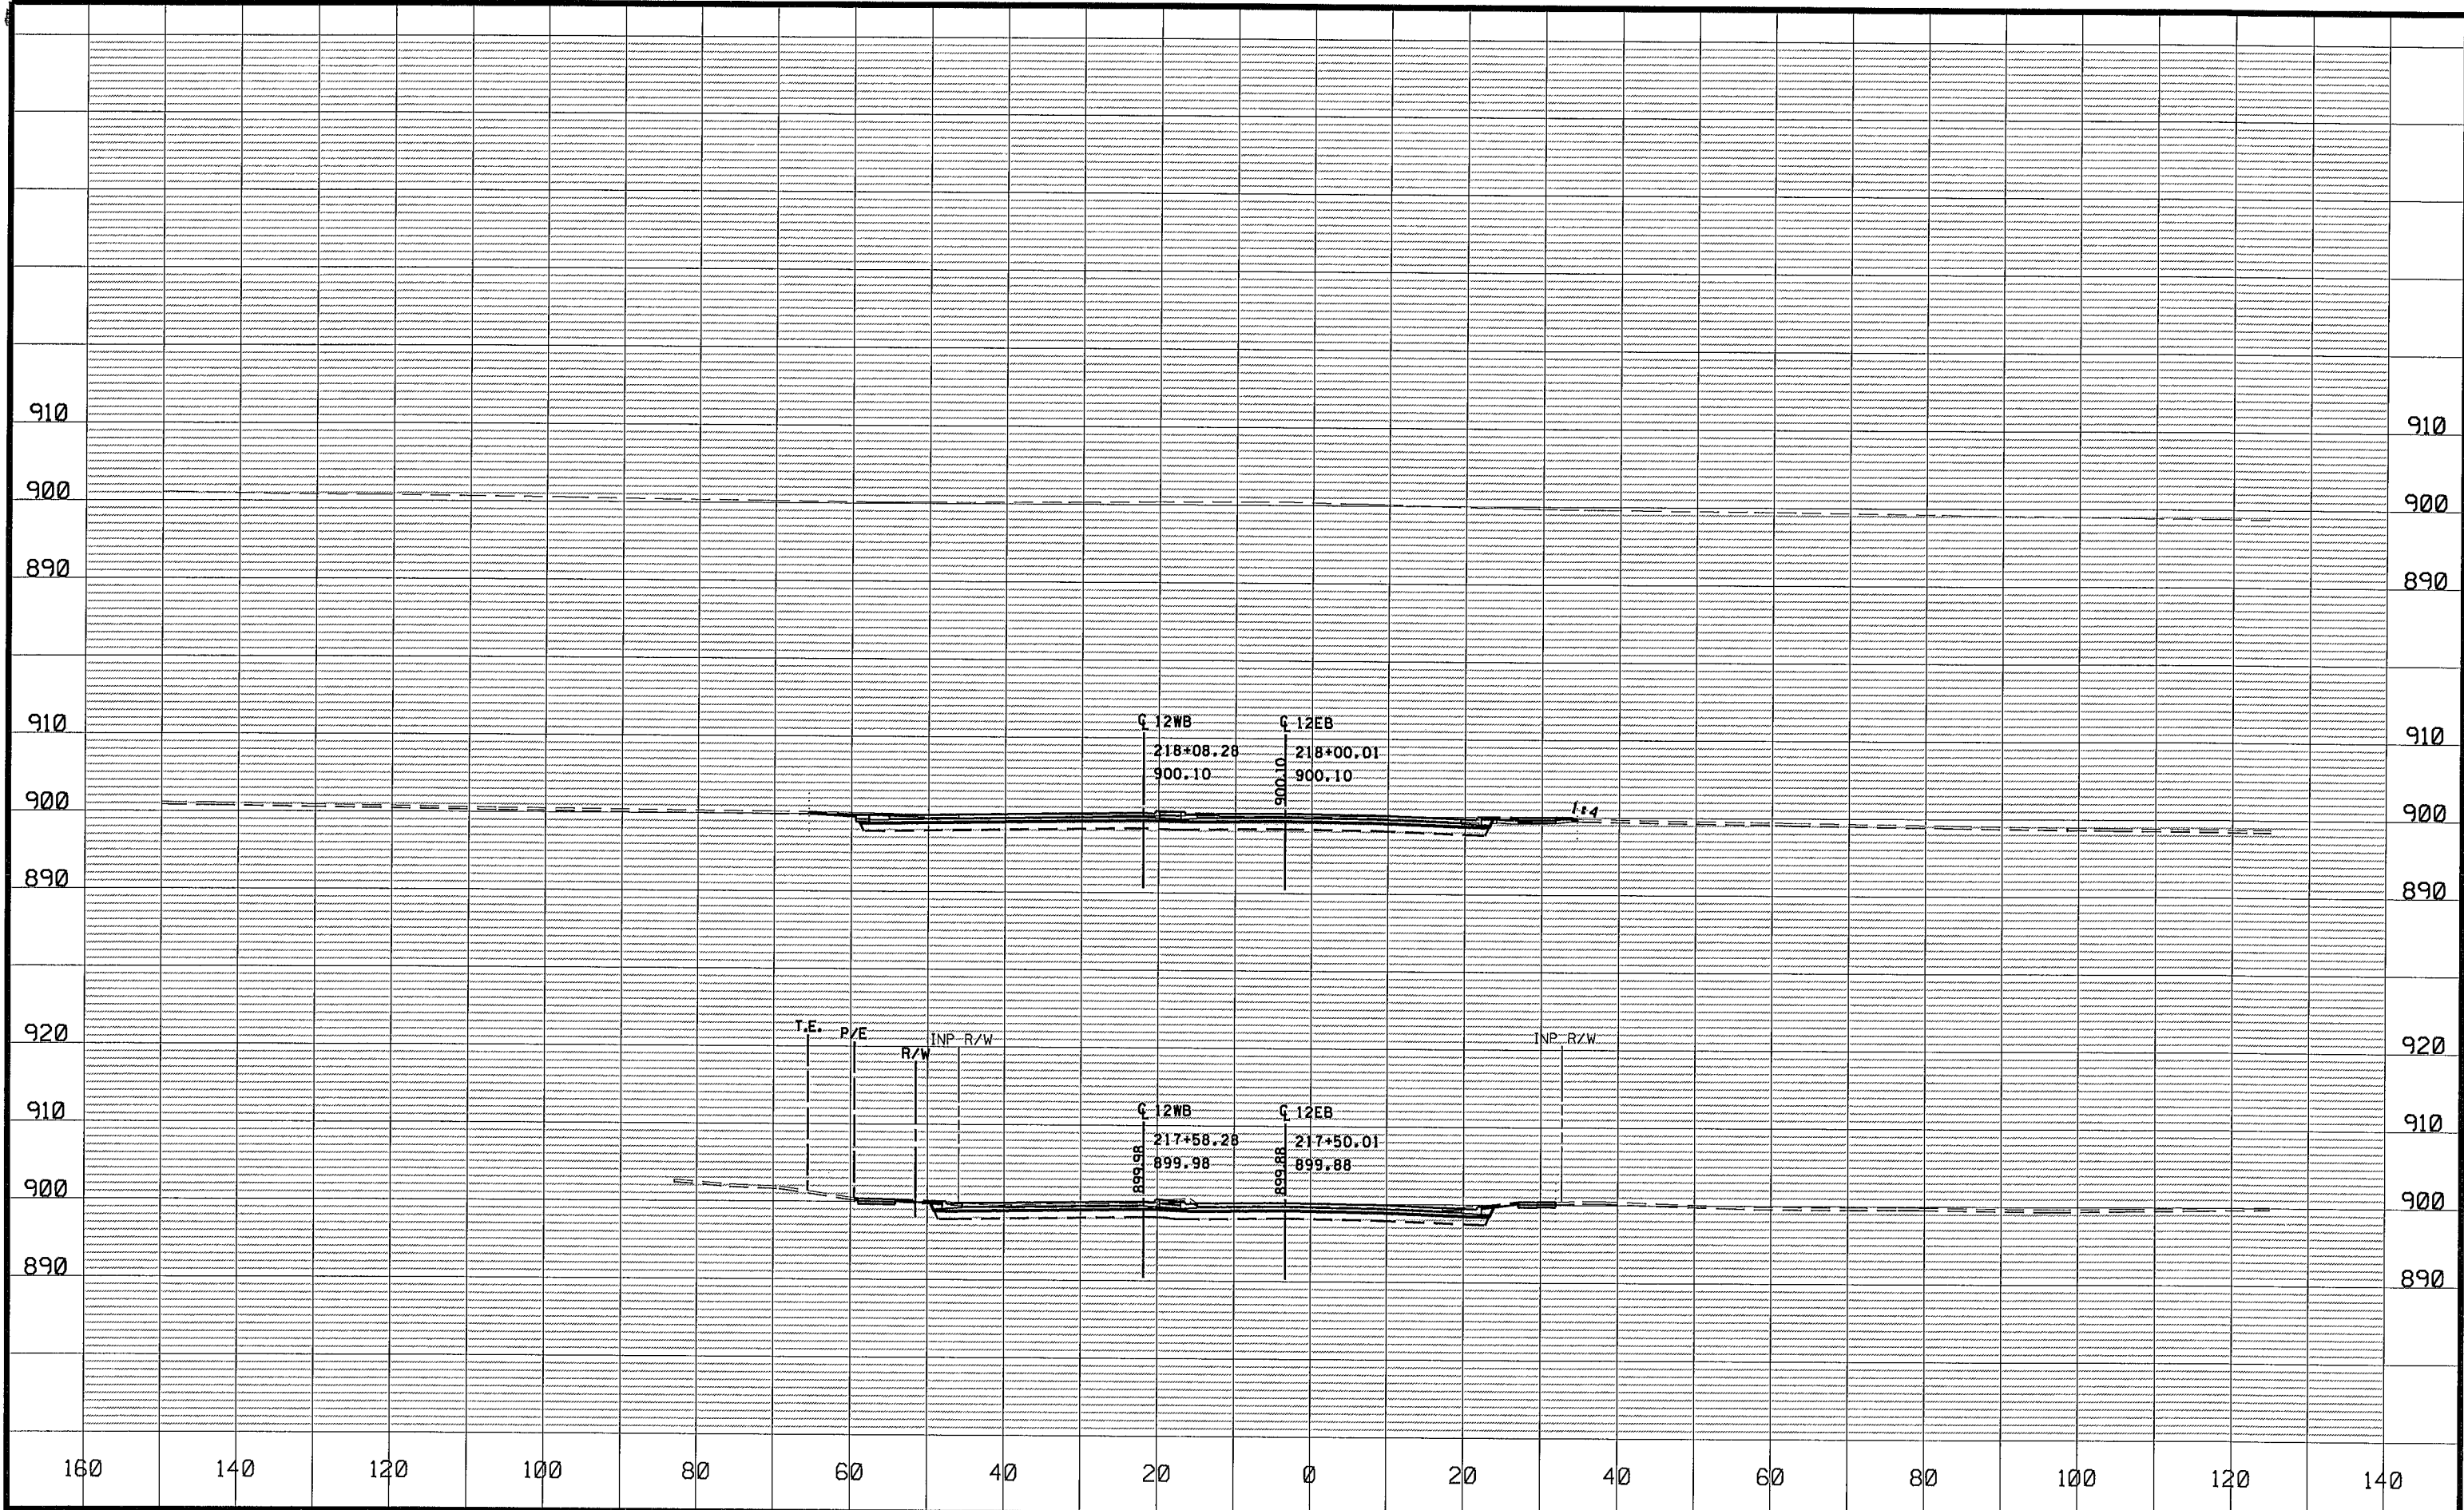 910 910
900 900
890 890
910 910
℄ 12WB ℄ 12EB
218+08.28 218+00.01
900.10 900.10 900.10
900 1:4 900
890 890
920 T.E. P/E R/W INP R/W INP R/W 920
910 910
℄ 12WB ℄ 12EB
217+58.28 217+50.01
899.98 899.98 899.88 899.88
900 900
890 890
160 140 120 100 80 60 40 20 0 20 40 60 80 100 120 140